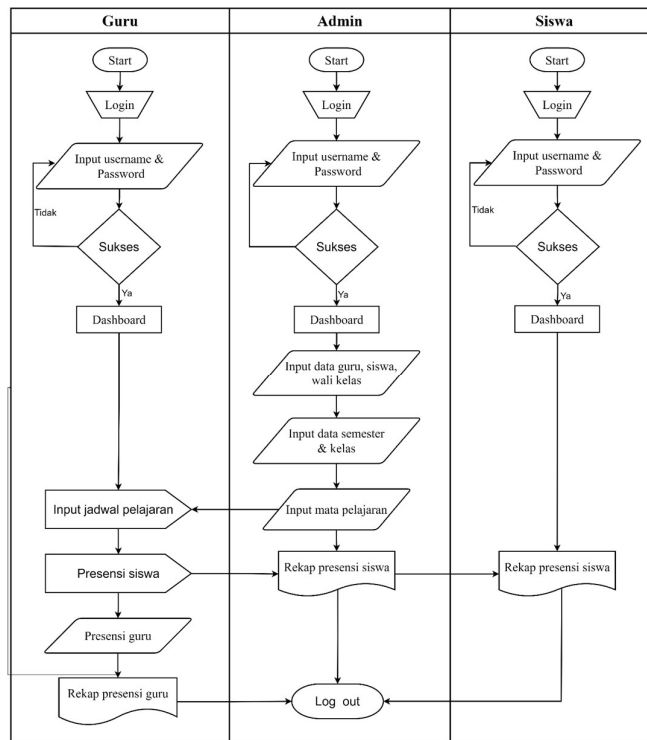 Guru
Start
Login
Input username &
Password
Tidak
Sukses
Ya
Dashboard
Input jadwal pelajaran
Presensi siswa
Presensi guru
Rekap presensi guru
Admin
Start
Login
Input username &
Password
Sukses
Ya
Dashboard
Input data guru, siswa,
wali kelas
Input data semester
& kelas
Input mata pelajaran
Rekap presensi siswa
Log out
Siswa
Start
Login
Input username &
Password
Tidak
Sukses
Ya
Dashboard
Rekap presensi siswa